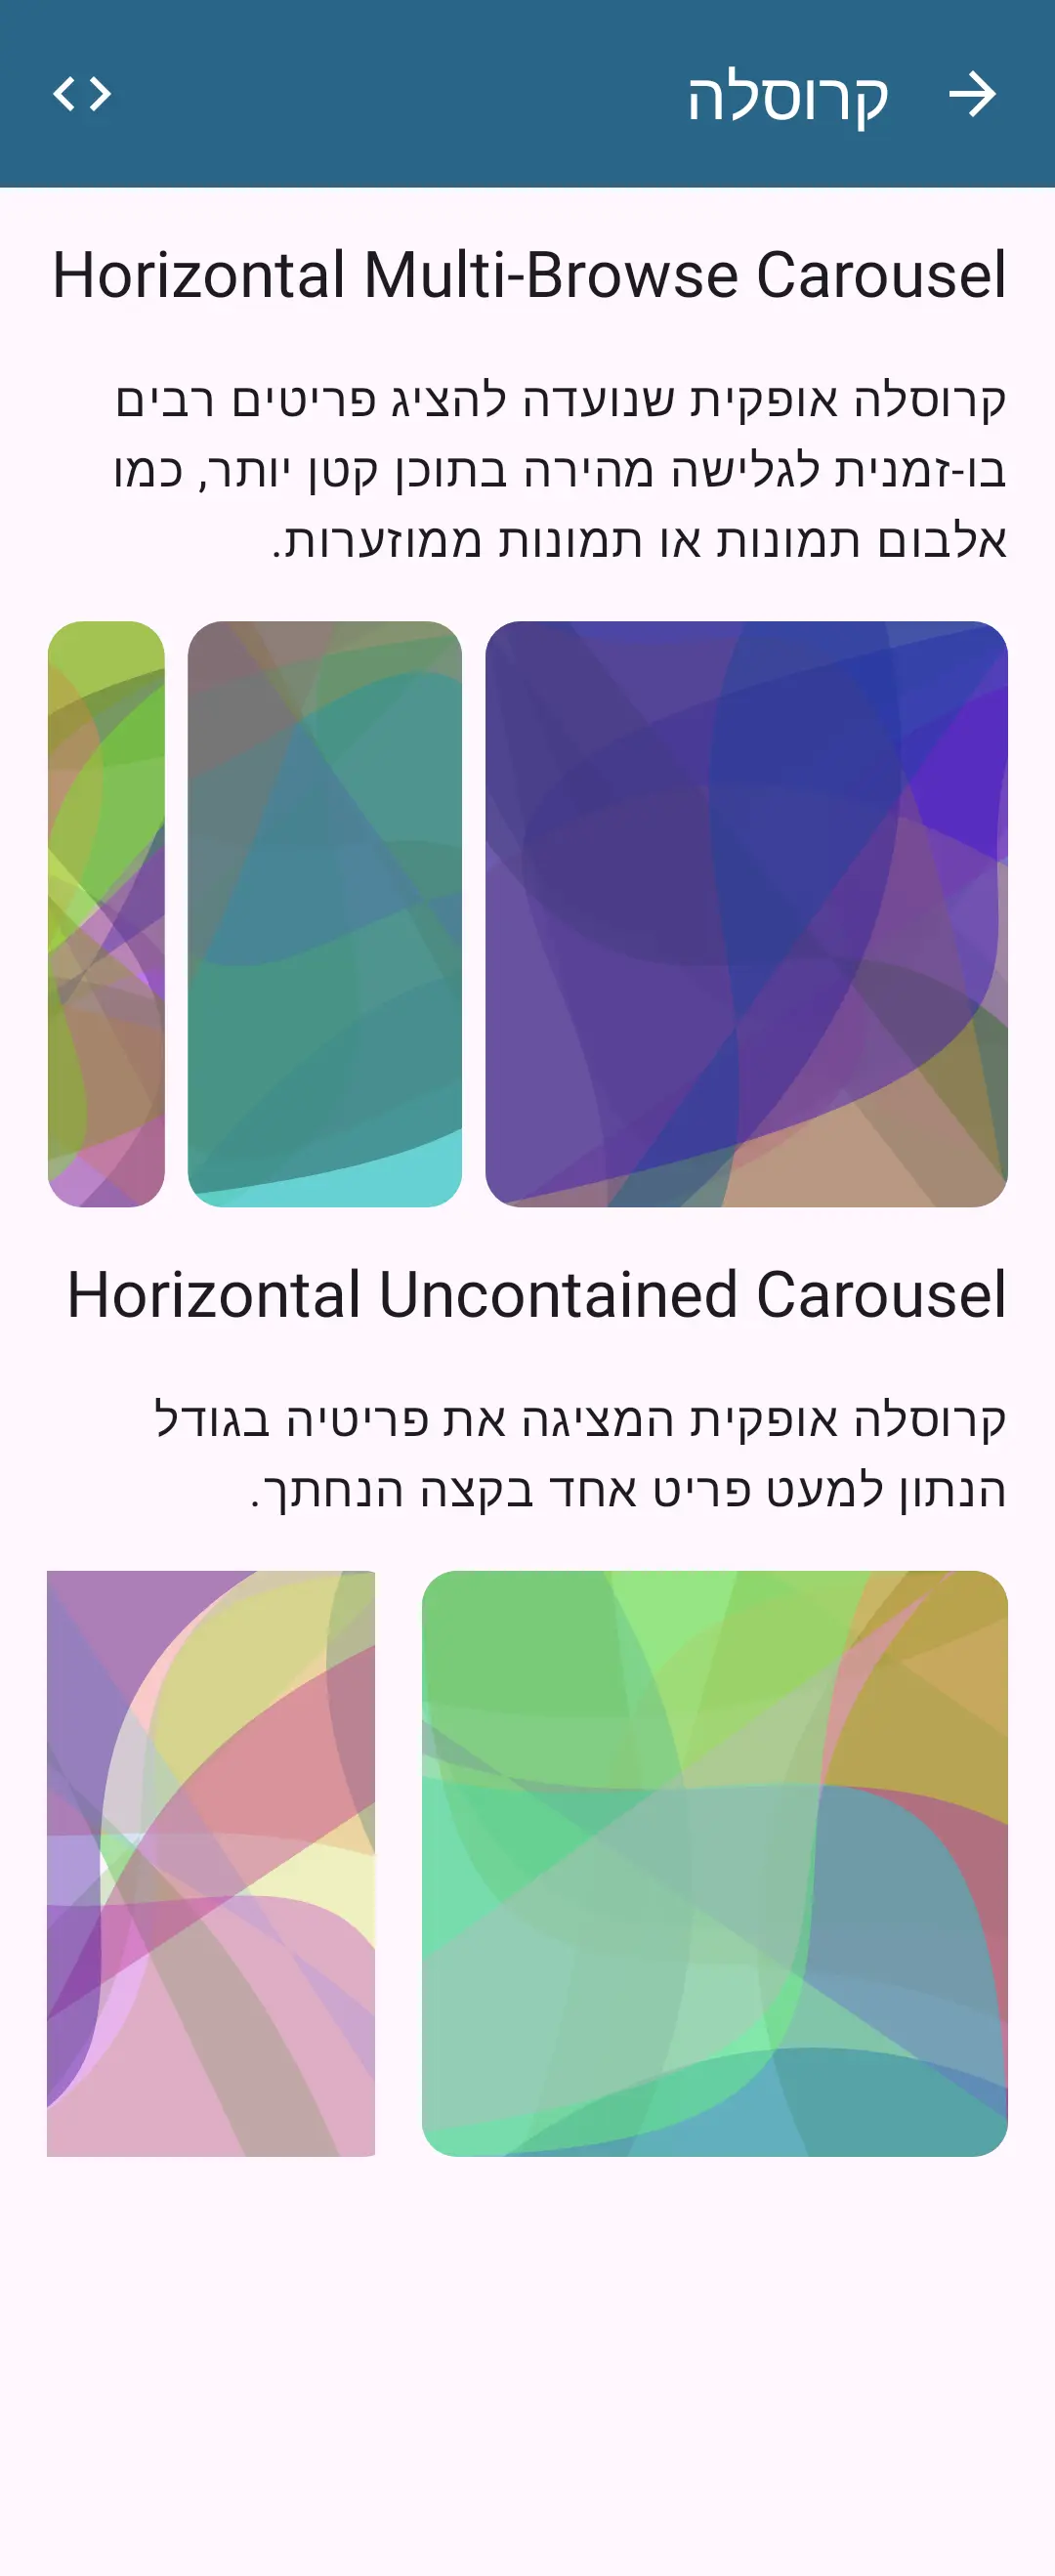 קרוסלה
Horizontal Multi-Browse Carousel
קרוסלה אופקית שנועדה להציג פריטים רבים
בו-זמנית לגלישה מהירה בתוכן קטן יותר, כמו
אלבום תמונות או תמונות ממוזערות.
Horizontal Uncontained Carousel
קרוסלה אופקית המציגה את פריטיה בגודל
הנתון למעט פריט אחד בקצה הנחתך.